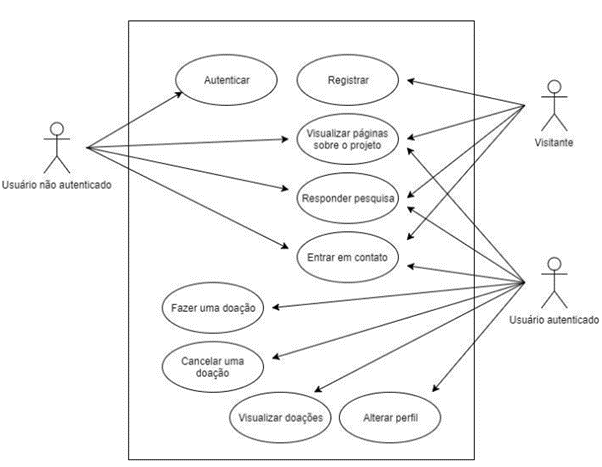 Autenticar
Registrar
Visualizar páginas
sobre o projeto
Visitante
Usuário não autenticado
Responder pesquisa
Entrar em contato
Fazer uma doação
Usuário autenticado
Cancelar uma
doação
Visualizar doações
Alterar perfil